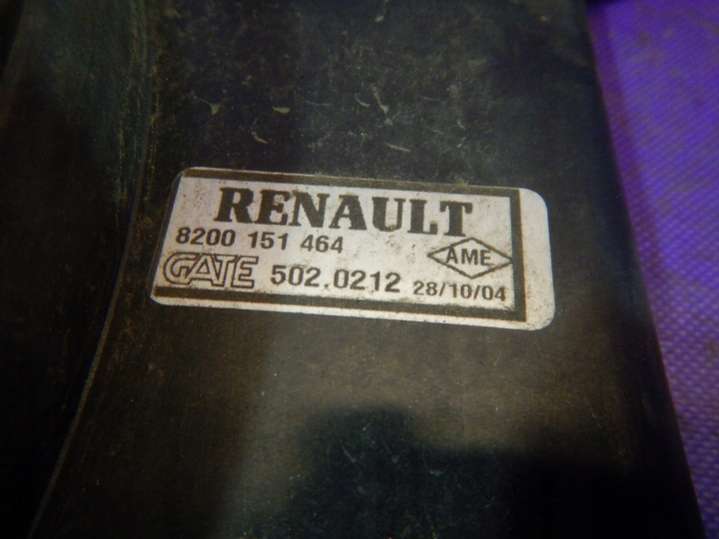 RENAULT
8200 151 464
AME
GATE 502.0212 28/10/04